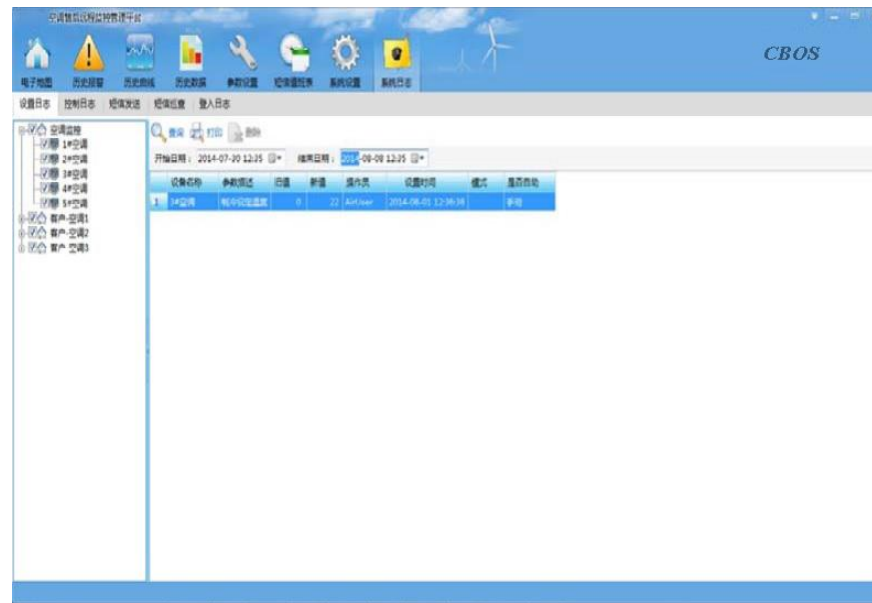 空调售后远程监控管理平台
CBOS
电子地图 历史报警 历史曲线 历史数据 参数设置 短信值班表 系统设置 系统日志
设置日志 控制日志 短信发送 短信巡查 登入日志
空调监控
1#空调
2#空调
3#空调
4#空调
5#空调
客户-空调1
客户-空调2
客户-空调3
查询 打印 删除
开始日期: 2014-07-30 12:35 结束日期: 2014-08-08 12:35
设备名称 参数描述 旧值 新值 操作员 设置时间 模式 是否自动
1 3#空调 制冷设定温度 0 22 AirUser 2014-08-01 12:36:38 手动